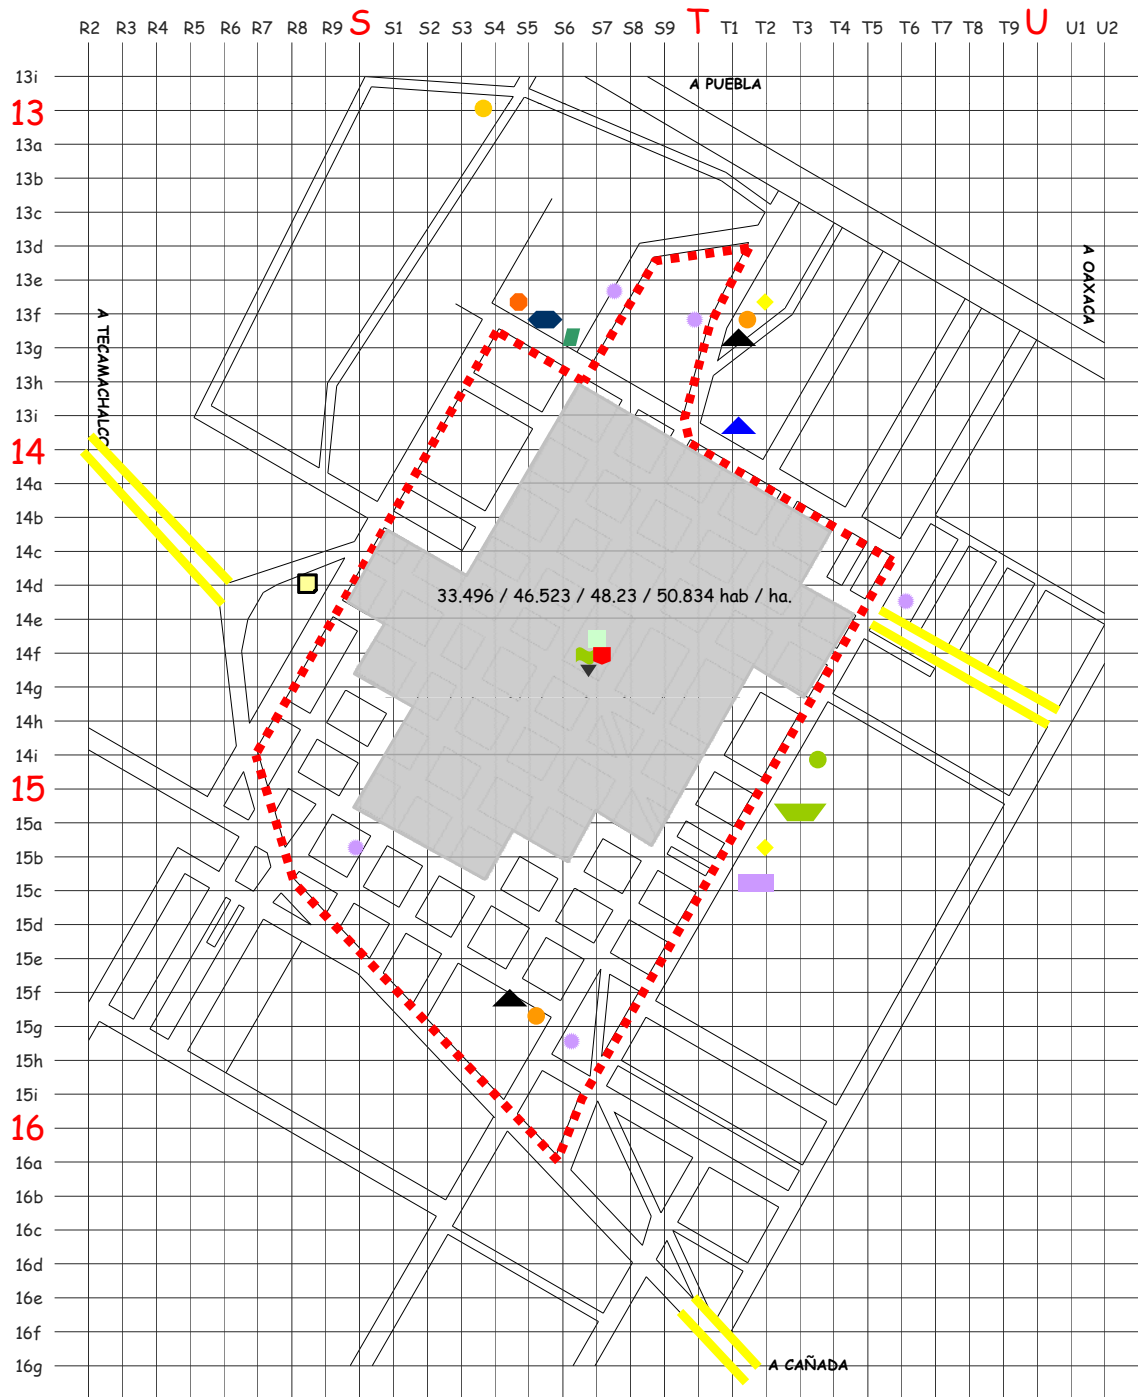 R2 R3 R4 R5 R6 R7 R8 R9 S S1 S2 S3 S4 S5 S6 S7 S8 S9 T T1 T2 T3 T4 T5 T6 T7 T8 T9 U U1 U2
13i
A PUEBLA
13
13a
13b
13c
13d
A OAXACA
13e
13f
A TECAMACHALCO
13g
13h
13i
14
14a
14b
14c
14d
33.496 / 46.523 / 48.23 / 50.834 hab / ha.
14e
14f
14g
14h
14i
15
15a
15b
15c
15d
15e
15f
15g
15h
15i
16
16a
16b
16c
16d
16e
16f
16g
A CAÑADA